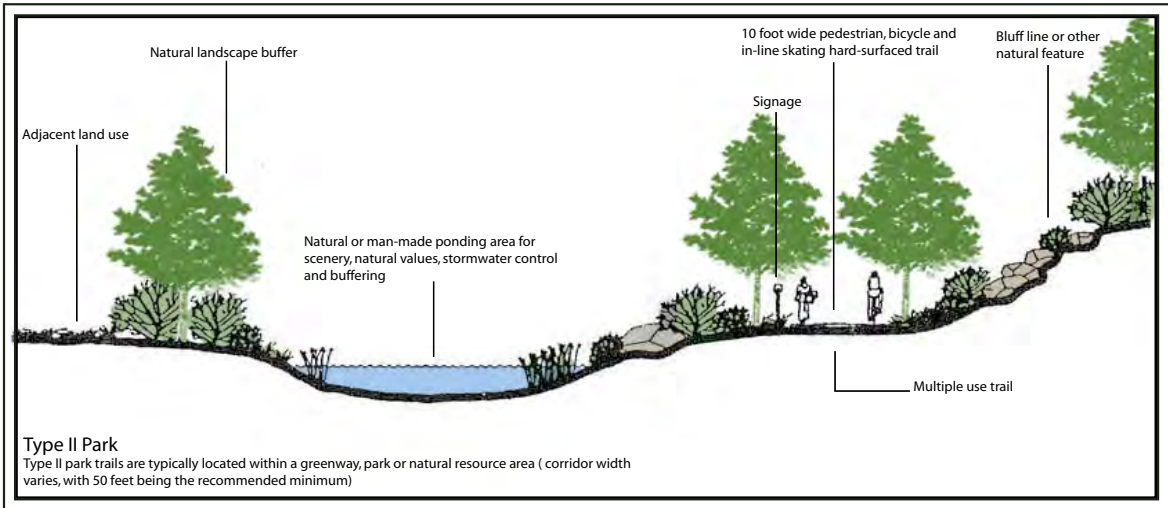 Natural landscape buffer
10 foot wide pedestrian, bicycle and
in-line skating hard-surfaced trail
Bluff line or other
natural feature
Signage
Adjacent land use
Natural or man-made ponding area for
scenery, natural values, stormwater control
and buffering
Multiple use trail
Type II Park
Type II park trails are typically located within a greenway, park or natural resource area ( corridor width
varies, with 50 feet being the recommended minimum)